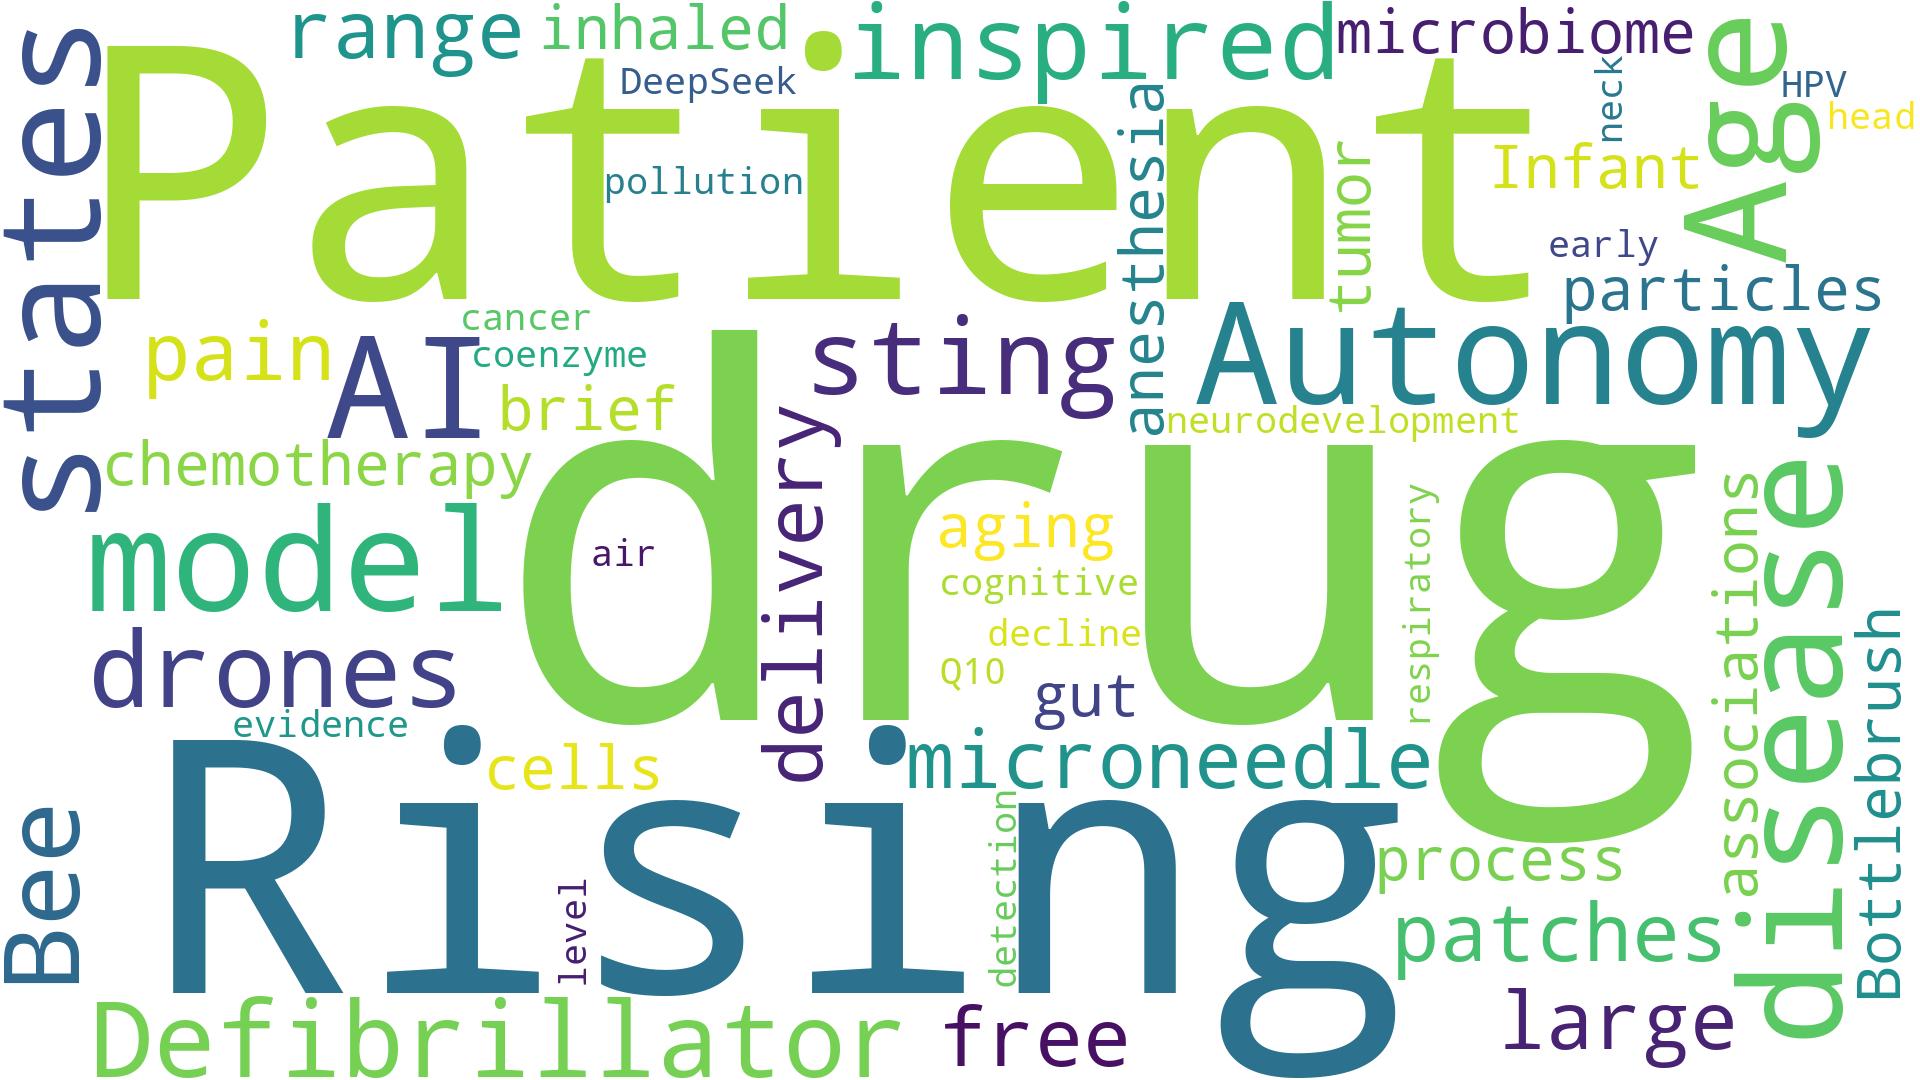 range
inhaled
inspired
microbiome
states
Patient
DeepSeek
neck
HPV
head
Age
pollution
anesthesia
tumor
Infant
early
particles
pain
AI
cancer
coenzyme
brief
sting
Autonomy
neurodevelopment
chemotherapy
drug
delivery
model
air
aging
cognitive
decline
Q10
gut
respiratory
associations
disease
Bottlebrush
drones
evidence
cells
microneedle
Bee
Rising
level
detection
process
patches
Defibrillator
free
large